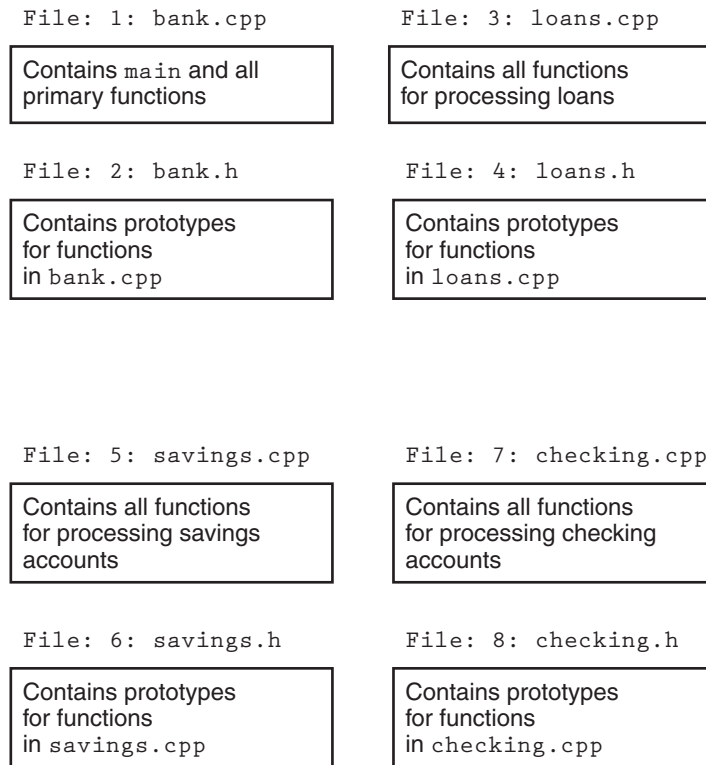 File: 1: bank.cpp
Contains main and all
primary functions
File: 2: bank.h
Contains prototypes
for functions
in bank.cpp
File: 3: loans.cpp
Contains all functions
for processing loans
File: 4: loans.h
Contains prototypes
for functions
in loans.cpp
File: 5: savings.cpp
Contains all functions
for processing savings
accounts
File: 6: savings.h
Contains prototypes
for functions
in savings.cpp
File: 7: checking.cpp
Contains all functions
for processing checking
accounts
File: 8: checking.h
Contains prototypes
for functions
in checking.cpp